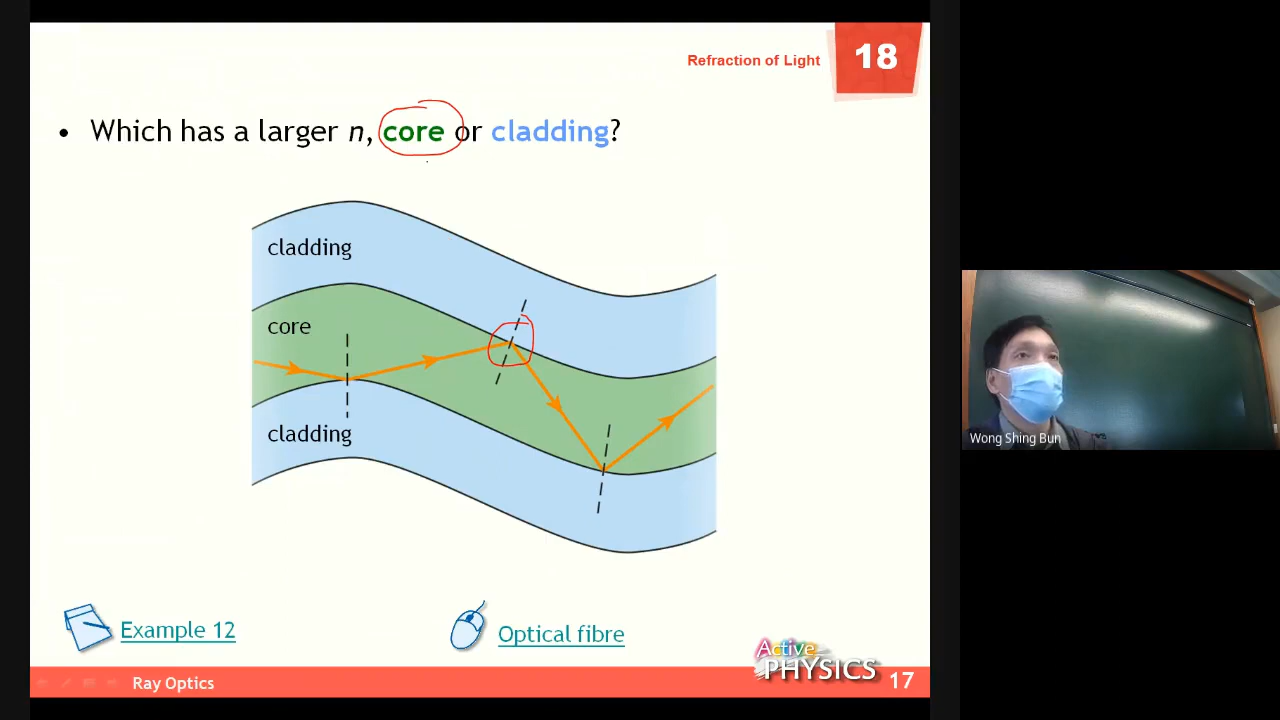 Refraction of Light
18
• Which has a larger n, core or cladding?
cladding
core
cladding
Example 12
Optical fibre
Active
PHYSICS
Ray Optics
17
Wong Shing Bun